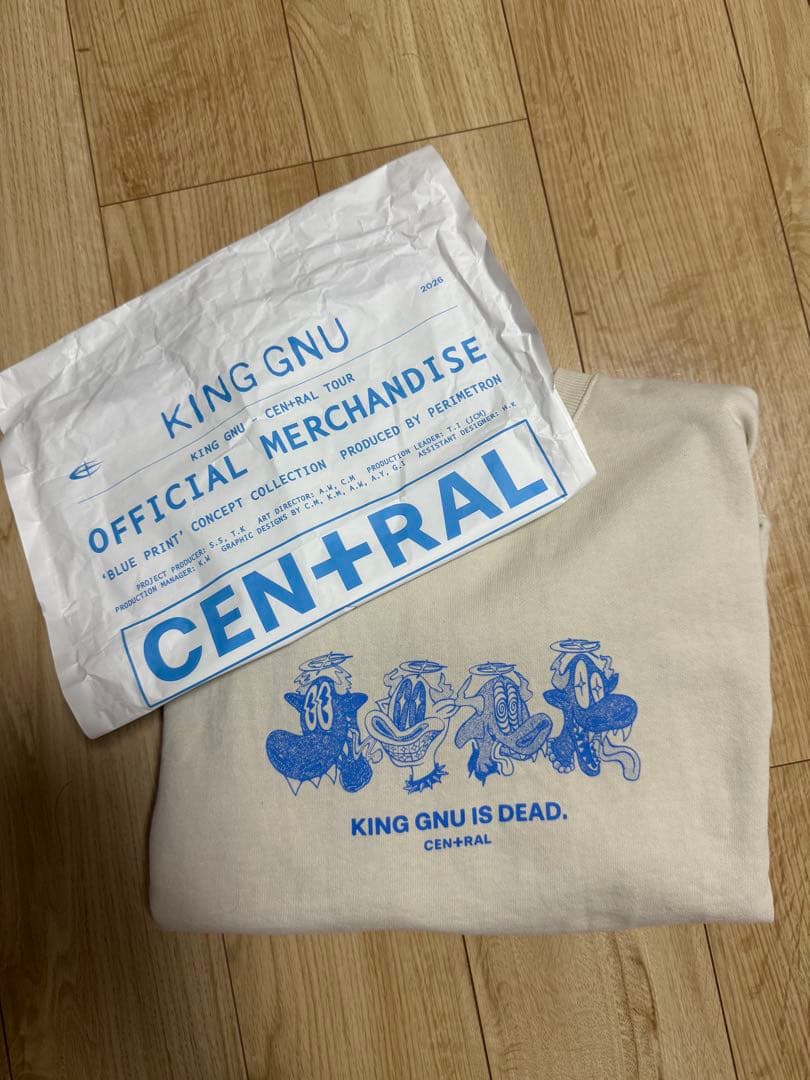 2026
KING GNU
KING GNU - CEN+RAL TOUR
OFFICIAL MERCHANDISE
'BLUE PRINT' CONCEPT COLLECTION PRODUCED BY PERIMETRON
PROJECT PRODUCER: S.S, T.K ART DIRECTOR: A.W, C.M PRODUCTION LEADER: T.I (JCM)
PRODUCTION MANAGER: K.W GRAPHIC DESIGNS BY C.M, K.M, A.W, A.Y, G.I ASSISTANT DESIGNER: H.K
CEN+RAL
KING GNU IS DEAD.
CEN+RAL